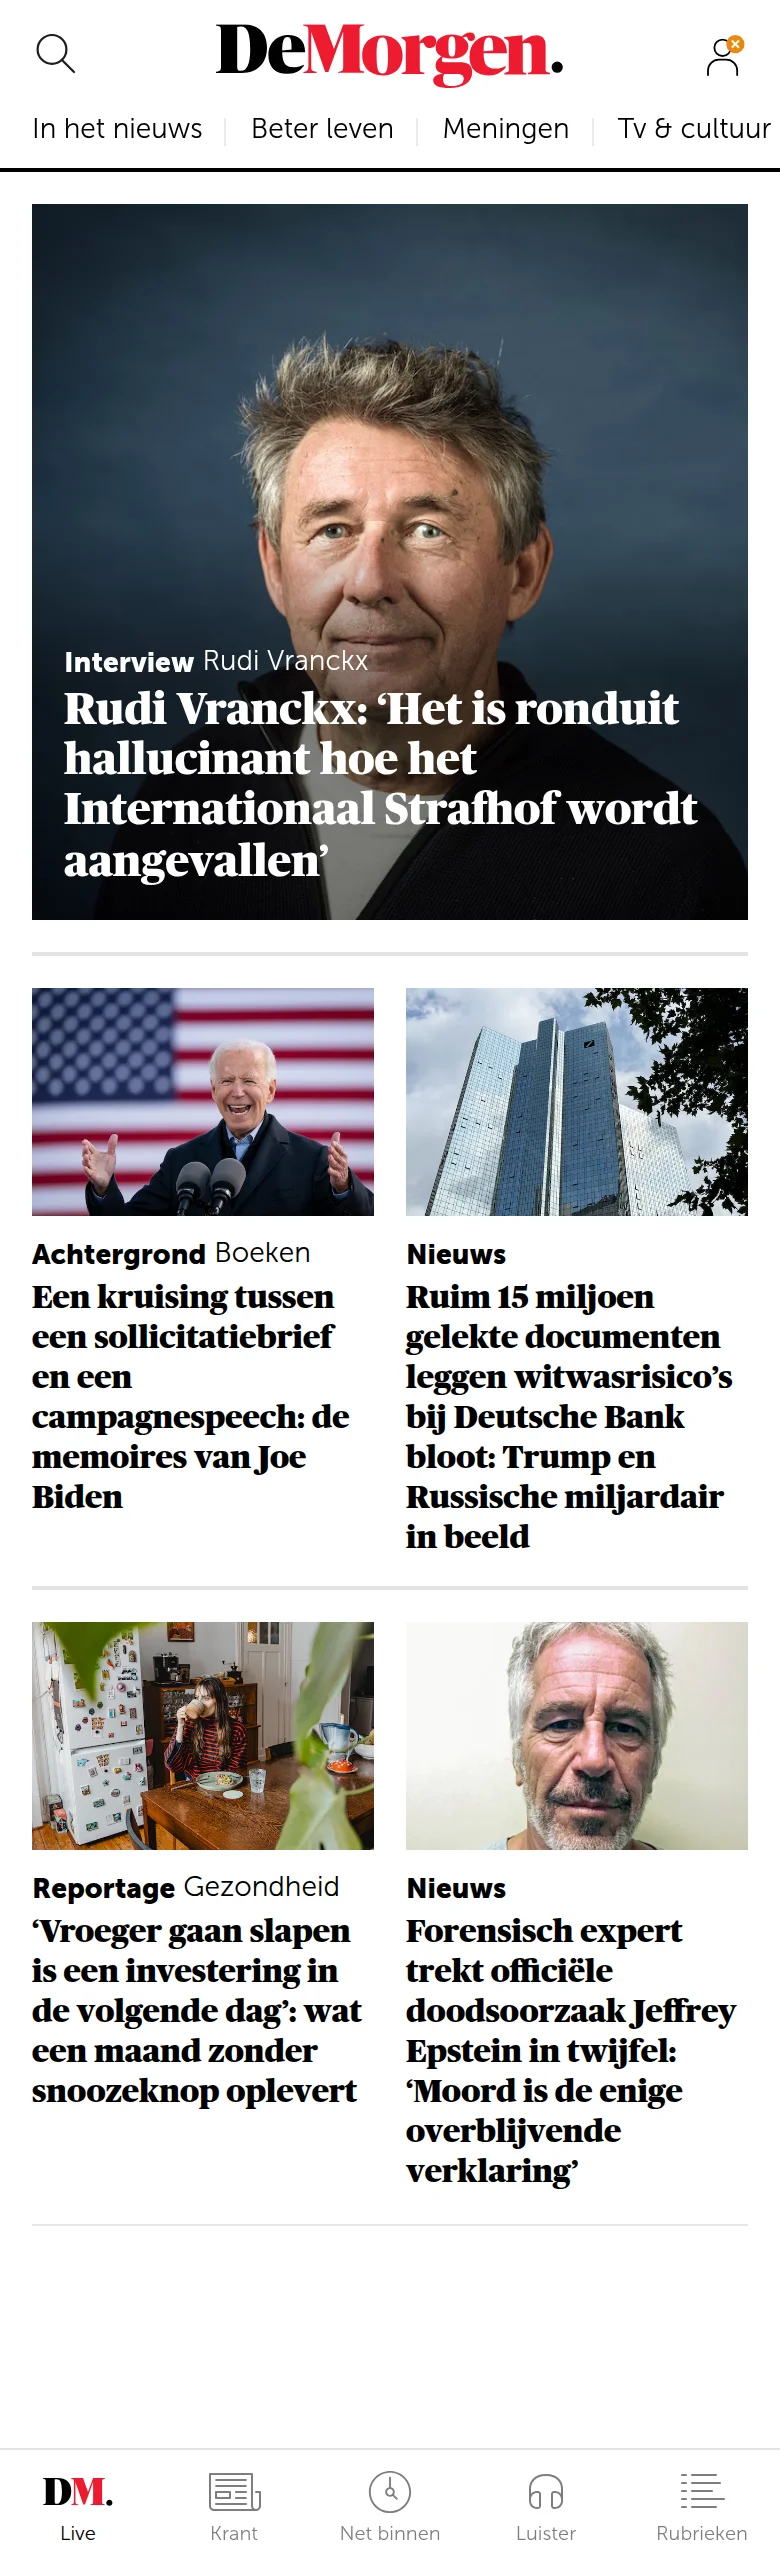 DeMorgen.
In het nieuws
Beter leven
Meningen
Tv & cultuur
Interview Rudi Vranckx
Rudi Vranckx: ‘Het is ronduit
hallucinant hoe het
Internationaal Strafhof wordt
aangevallen’
Achtergrond Boeken
Een kruising tussen
een sollicitatiebrief
en een
campagnespeech: de
memoires van Joe
Biden
Nieuws
Ruim 15 miljoen
gelekte documenten
leggen witwasrisico’s
bij Deutsche Bank
bloot: Trump en
Russische miljardair
in beeld
Reportage Gezondheid
‘Vroeger gaan slapen
is een investering in
de volgende dag’: wat
een maand zonder
snoozeknop oplevert
Nieuws
Forensisch expert
trekt officiële
doodsoorzaak Jeffrey
Epstein in twijfel:
‘Moord is de enige
overblijvende
verklaring’
DM.
Live
Krant
Net binnen
Luister
Rubrieken